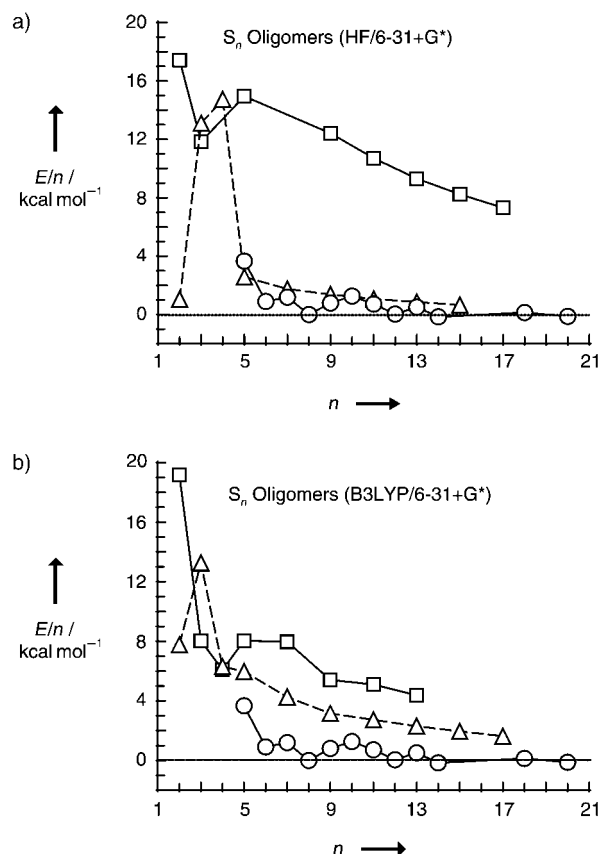 a)
S_n Oligomers (HF/6-31+G*)
20
16
12
8
4
0
E/n /
kcal mol⁻¹
1 5 9 13 17 21
n
b)
S_n Oligomers (B3LYP/6-31+G*)
20
16
12
8
4
0
E/n /
kcal mol⁻¹
1 5 9 13 17 21
n